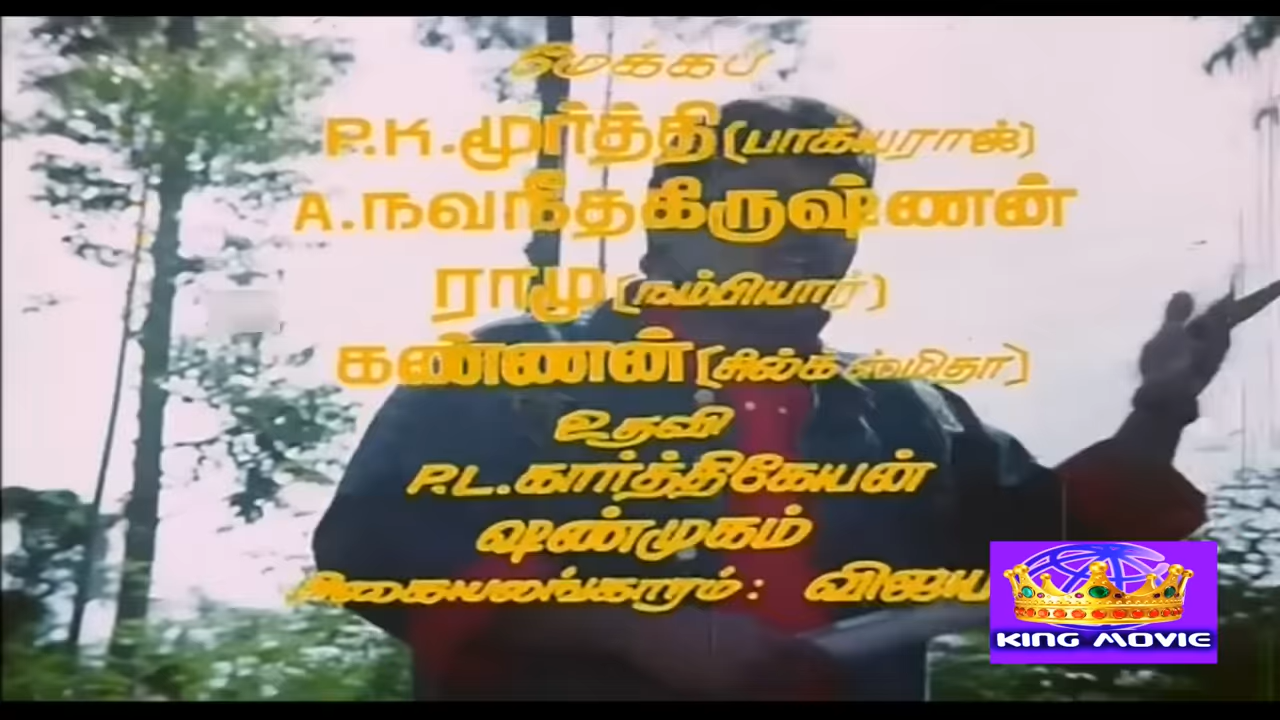 மேக்கப்
P.K.மூர்த்தி (பாக்யராஜ்)
A.நவநீதகிருஷ்ணன்
ராமு (நம்பியார்)
கண்ணன் (சில்க் ஸ்மிதா)
உதவி
P.L.கார்த்திகேயன்
ஷண்முகம்
சிகையலங்காரம்:
KING MOVIE